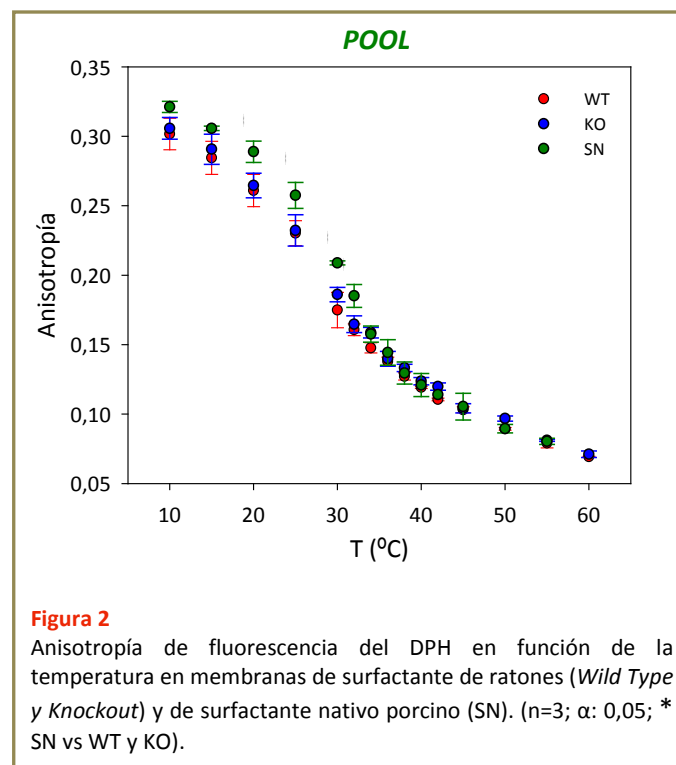 POOL
0,35
0,30
0,25
0,20
0,15
0,10
0,05
Anisotropía
WT
KO
SN
10 20 30 40 50 60
T (⁰C)
Figura 2
Anisotropía de fluorescencia del DPH en función de la
temperatura en membranas de surfactante de ratones (Wild Type
y Knockout) y de surfactante nativo porcino (SN). (n=3; α: 0,05; *
SN vs WT y KO).